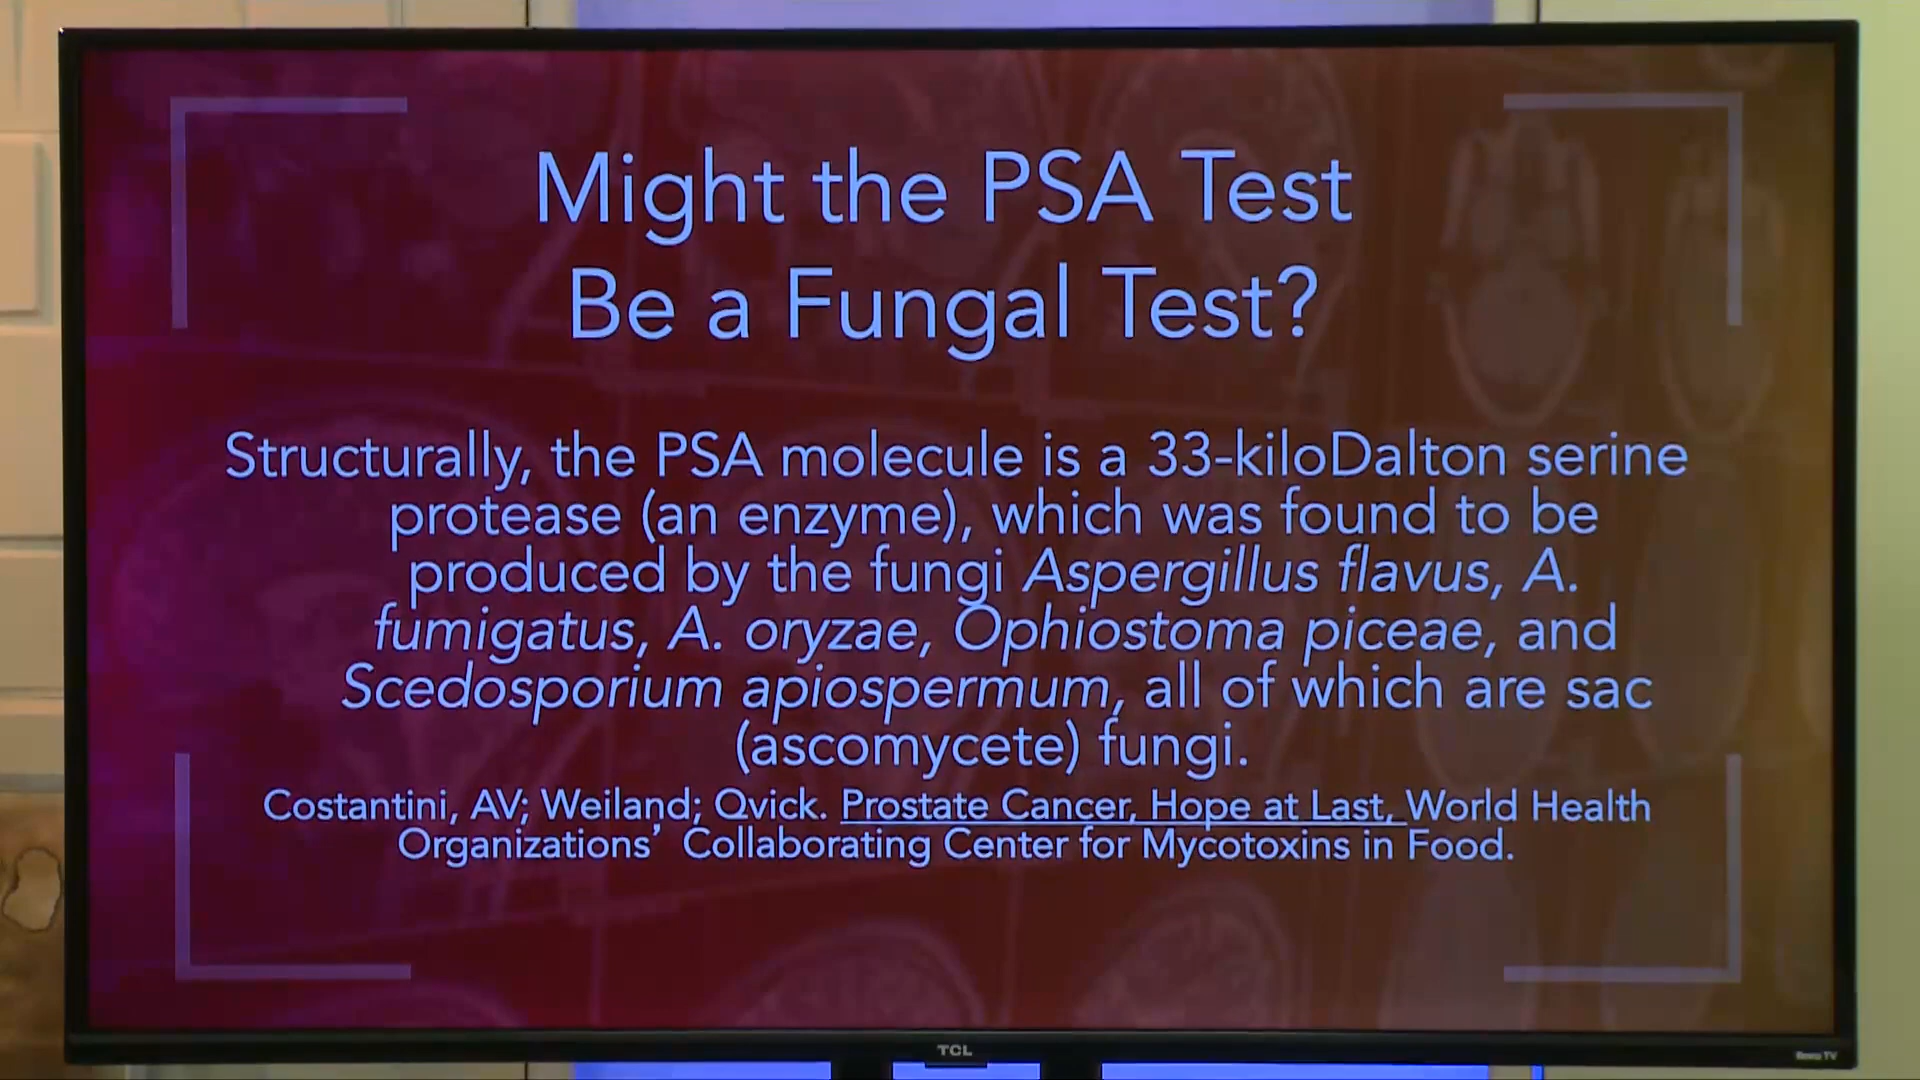 Might the PSA Test
Be a Fungal Test?
Structurally, the PSA molecule is a 33-kiloDalton serine
protease (an enzyme), which was found to be
produced by the fungi Aspergillus flavus, A.
fumigatus, A. oryzae, Ophiostoma piceae, and
Scedosporium apiospermum, all of which are sac
(ascomycete) fungi.
Costantini, AV; Weiland; Qvick. Prostate Cancer, Hope at Last, World Health
Organizations’ Collaborating Center for Mycotoxins in Food.
TCL
Roku TV